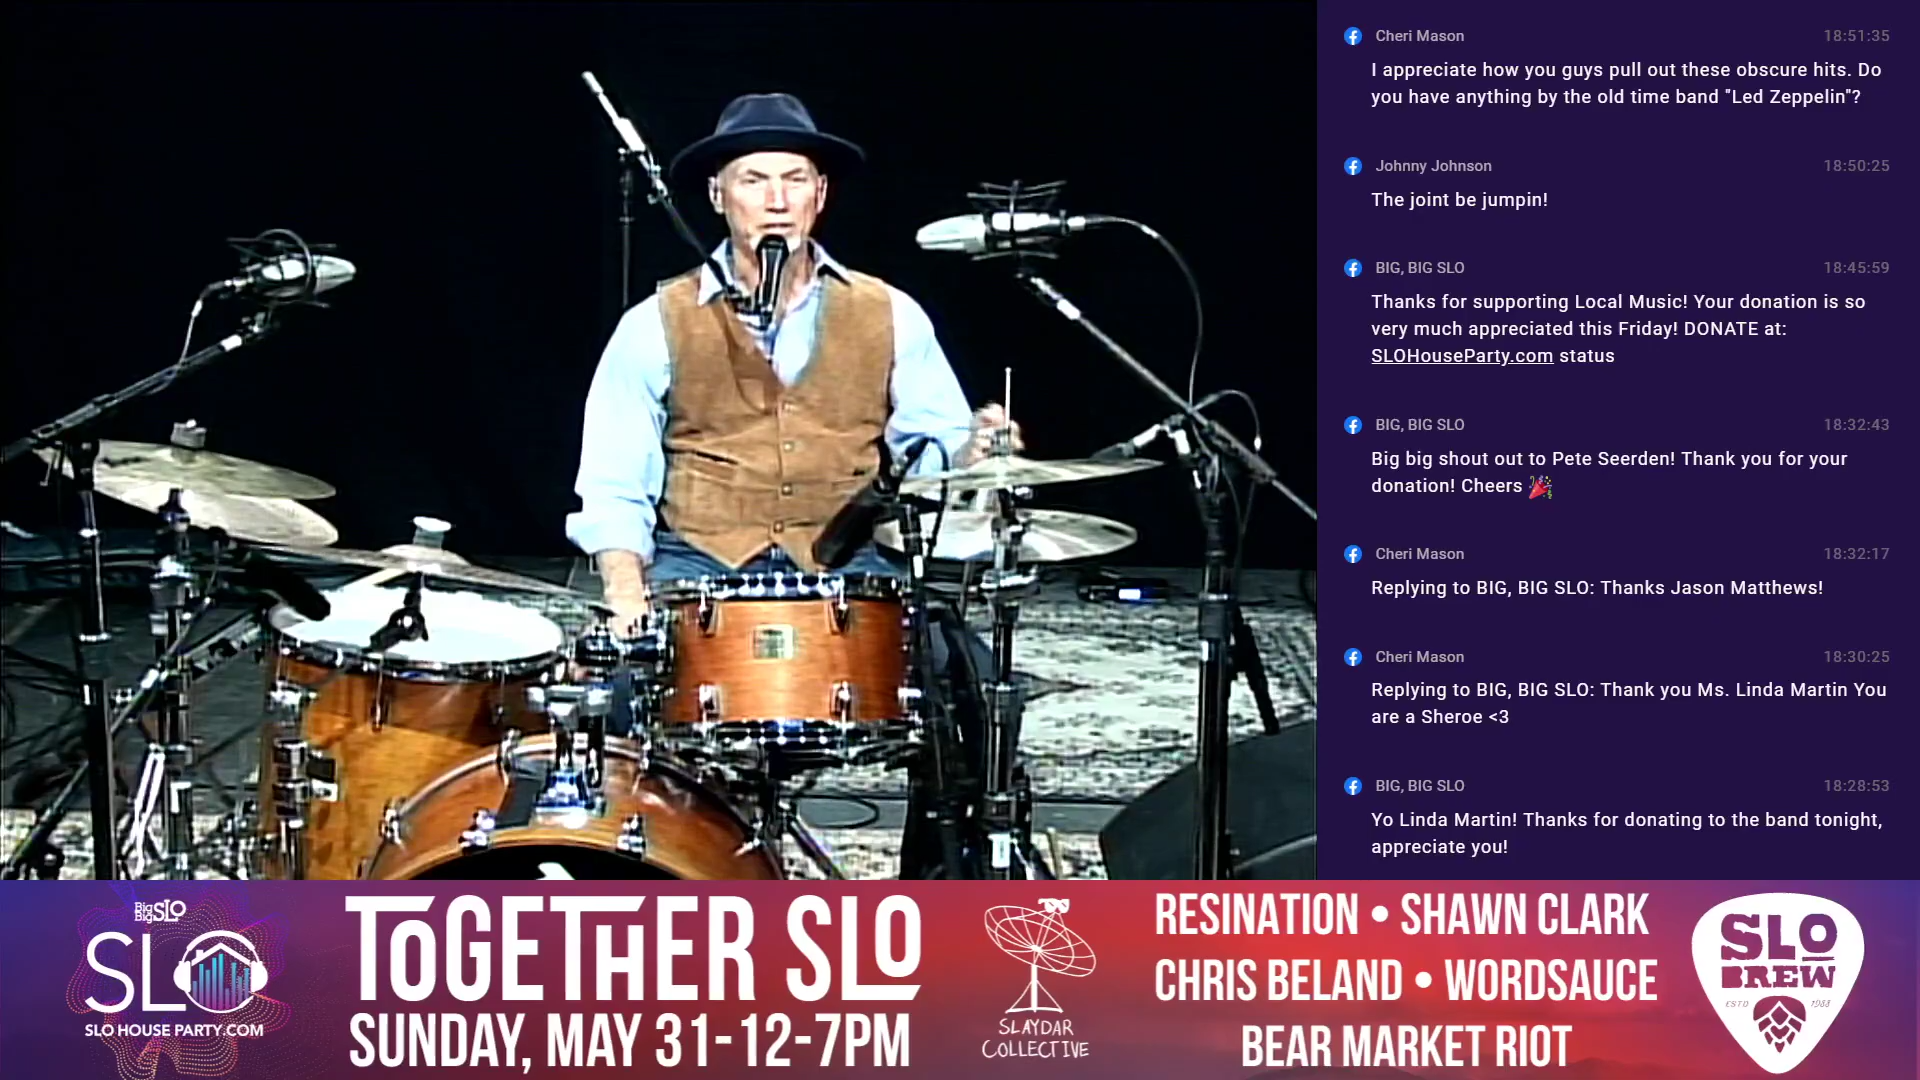 Cheri Mason 18:51:35
I appreciate how you guys pull out these obscure hits. Do
you have anything by the old time band "Led Zeppelin"?
Johnny Johnson 18:50:25
The joint be jumpin!
BIG, BIG SLO 18:45:59
Thanks for supporting Local Music! Your donation is so
very much appreciated this Friday! DONATE at:
SLOHouseParty.com status
BIG, BIG SLO 18:32:43
Big big shout out to Pete Seerden! Thank you for your
donation! Cheers 🎉
Cheri Mason 18:32:17
Replying to BIG, BIG SLO: Thanks Jason Matthews!
Cheri Mason 18:30:25
Replying to BIG, BIG SLO: Thank you Ms. Linda Martin You
are a Sheroe <3
BIG, BIG SLO 18:28:53
Yo Linda Martin! Thanks for donating to the band tonight,
appreciate you!
Big Big SLO
SLO
SLO HOUSE PARTY.COM
ToGETHER SLo
SUNDAY, MAY 31-12-7PM
SLAYDAR
COLLECTIVE
RESINATION • SHAWN CLARK
CHRIS BELAND • WORDSAUCE
BEAR MARKET RIOT
SLO
BREW
ESTD 1988